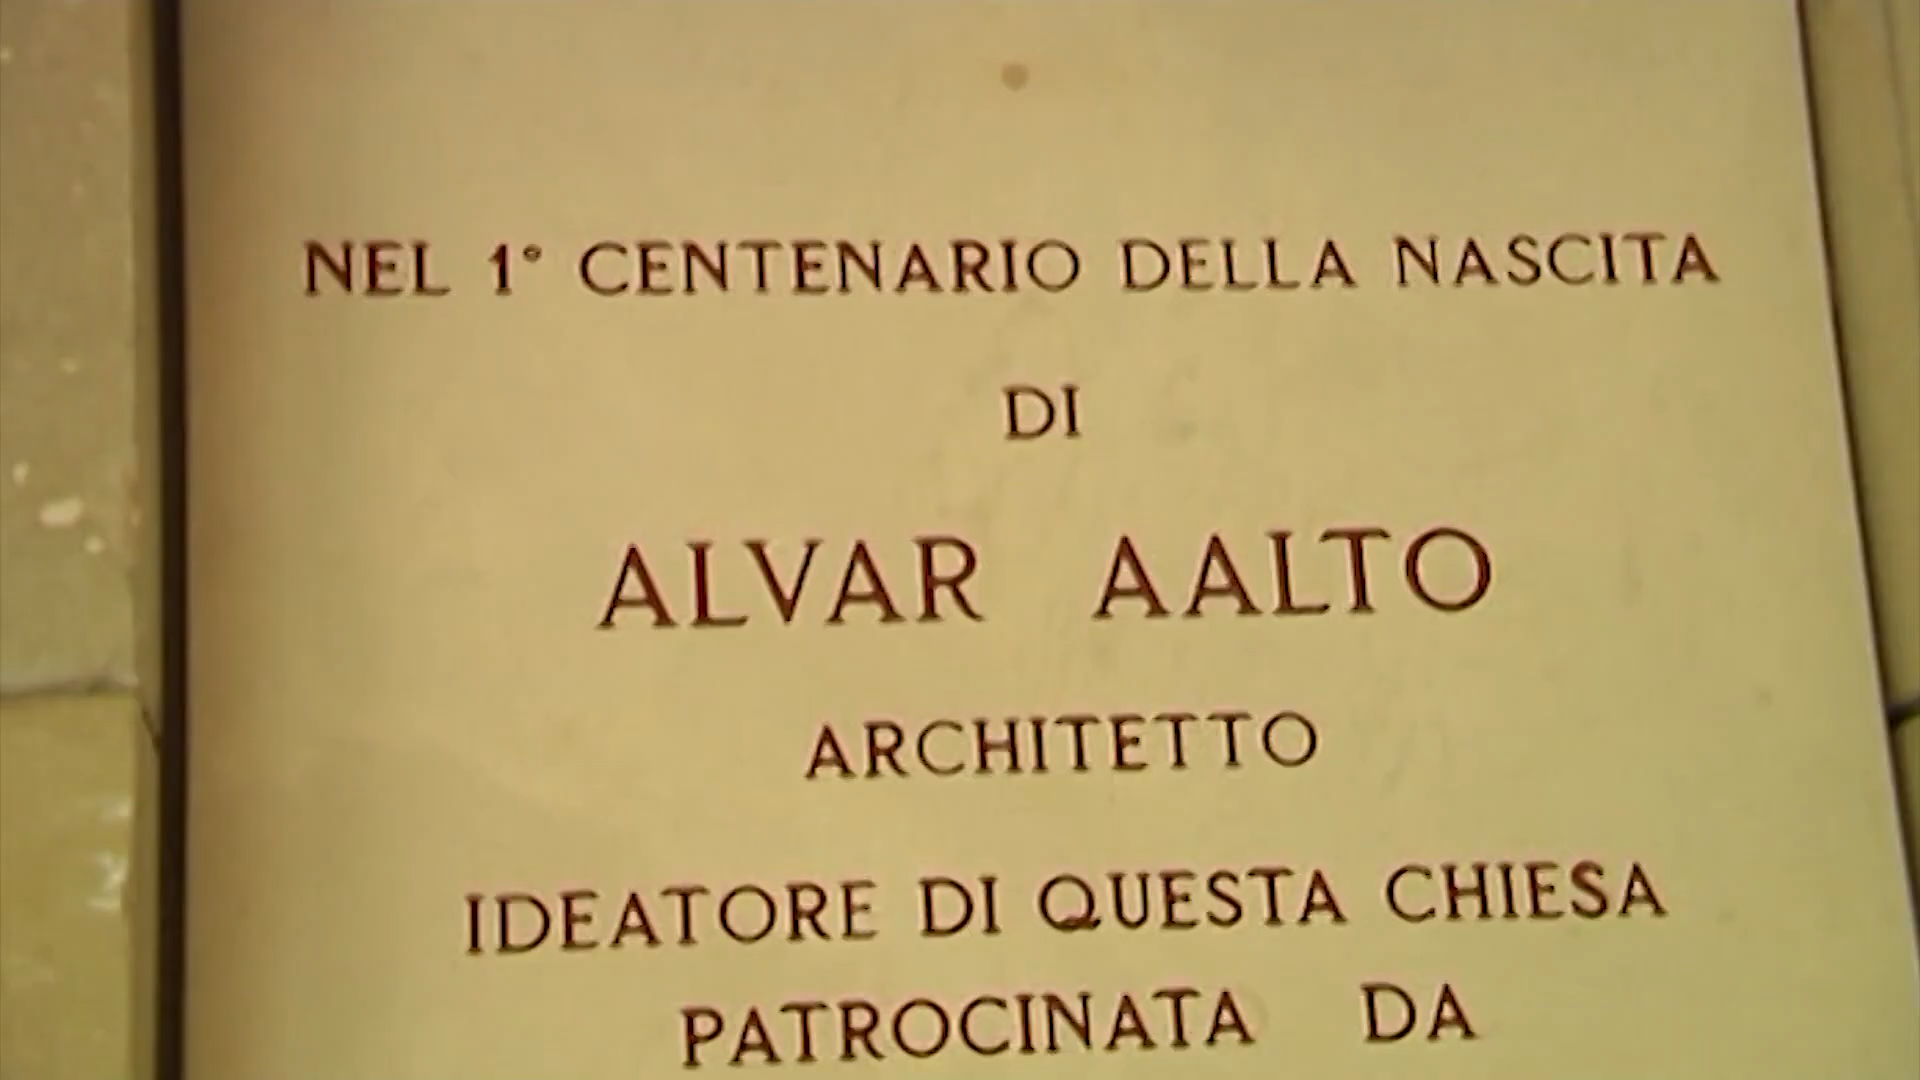 NEL 1° CENTENARIO DELLA NASCITA
DI
ALVAR AALTO
ARCHITETTO
IDEATORE DI QUESTA CHIESA
PATROCINATA DA